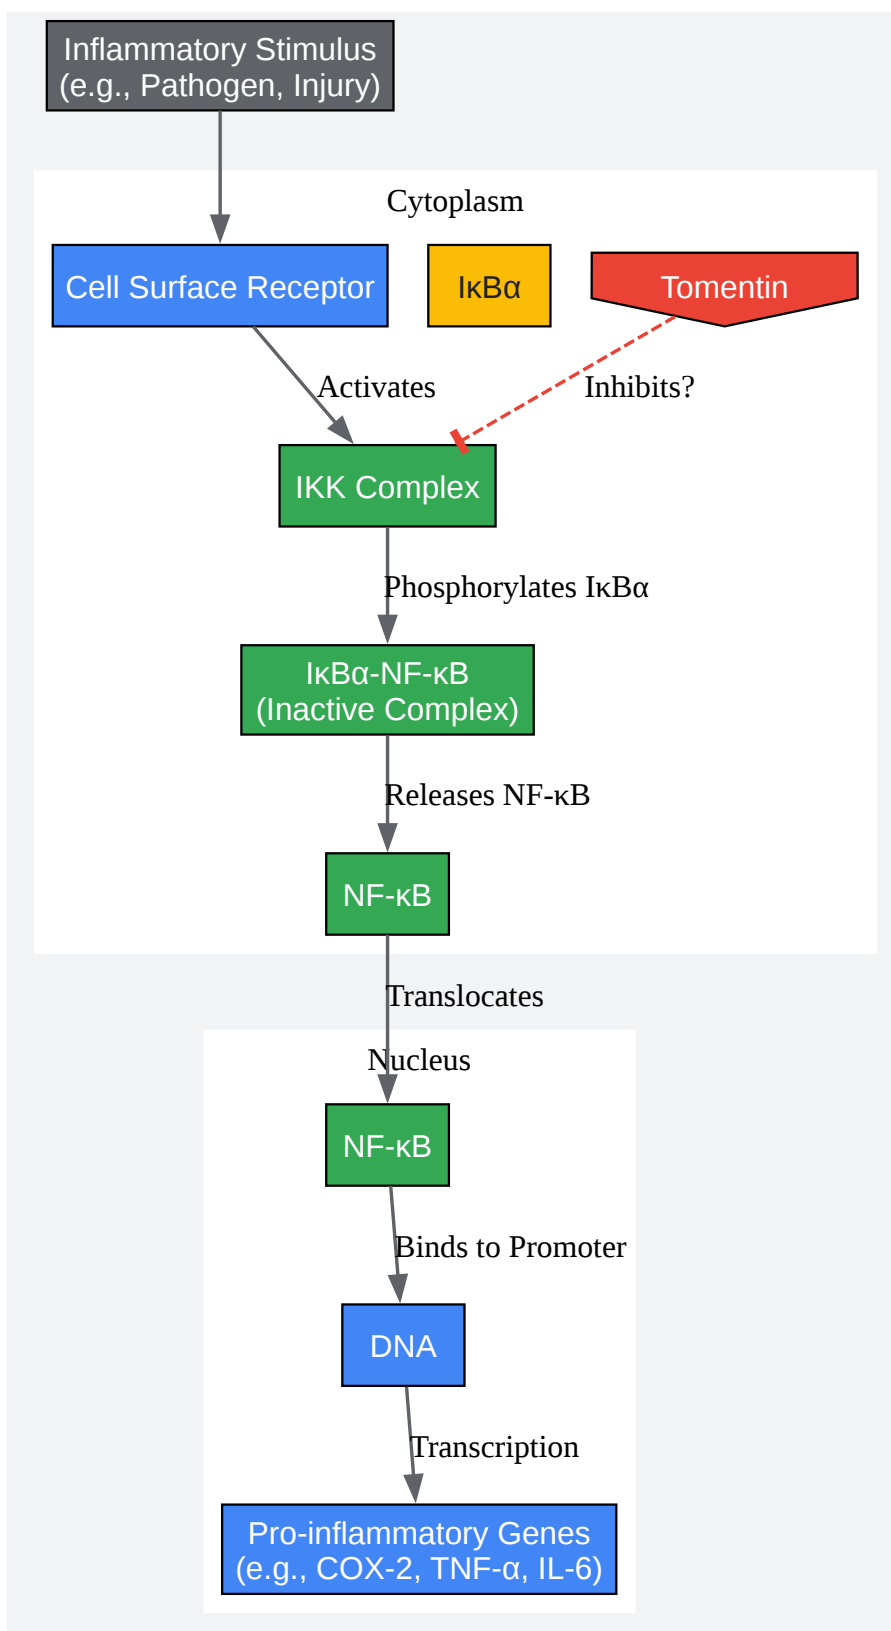 Inflammatory Stimulus
(e.g., Pathogen, Injury)
Cytoplasm
Cell Surface Receptor
IκBα
Tomentin
Activates
Inhibits?
IKK Complex
Phosphorylates IκBα
IκBα-NF-κB
(Inactive Complex)
Releases NF-κB
NF-κB
Translocates
Nucleus
NF-κB
Binds to Promoter
DNA
Transcription
Pro-inflammatory Genes
(e.g., COX-2, TNF-α, IL-6)